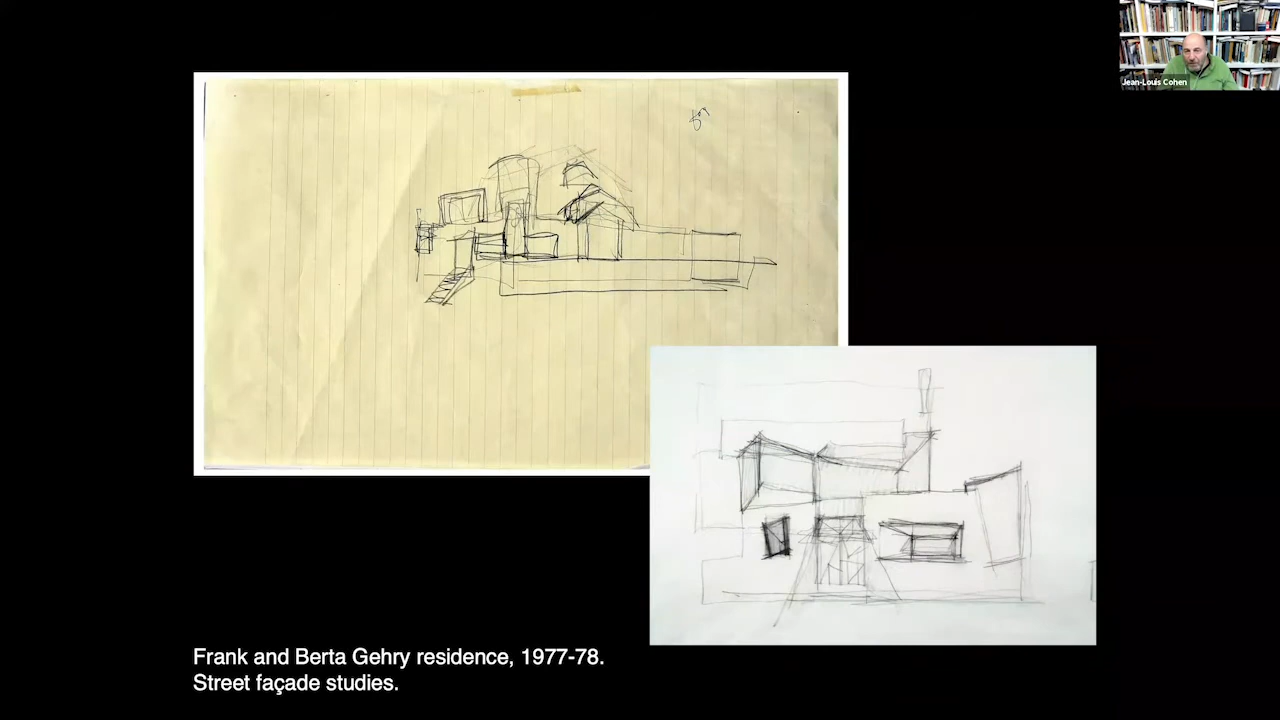 Jean-Louis Cohen
Frank and Berta Gehry residence, 1977-78.
Street façade studies.